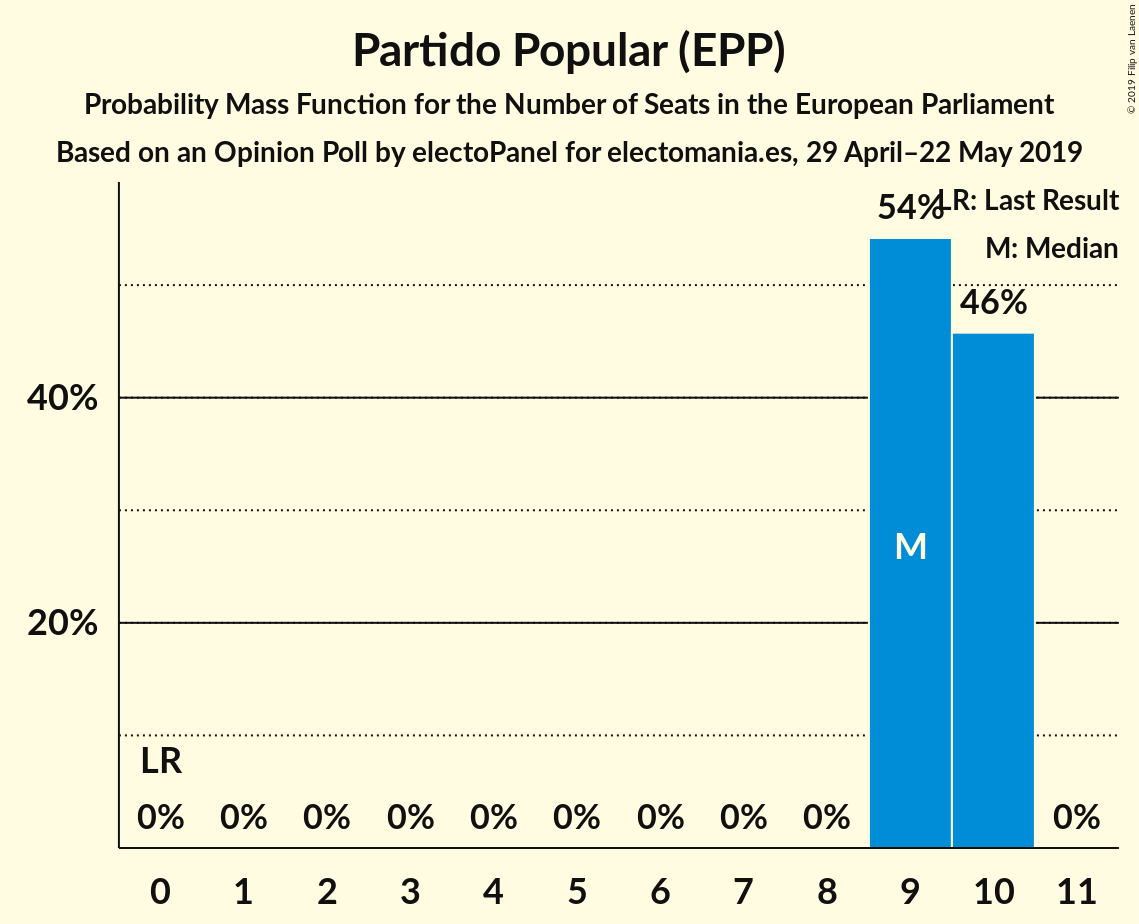 Partido Popular (EPP)
Probability Mass Function for the Number of Seats in the European Parliament
Based on an Opinion Poll by electoPanel for electomania.es, 29 April–22 May 2019
© 2019 Filip van Laenen
LR: Last Result
M: Median
54%
46%
40%
M
20%
LR
0% 0% 0% 0% 0% 0% 0% 0% 0% 0%
0 1 2 3 4 5 6 7 8 9 10 11